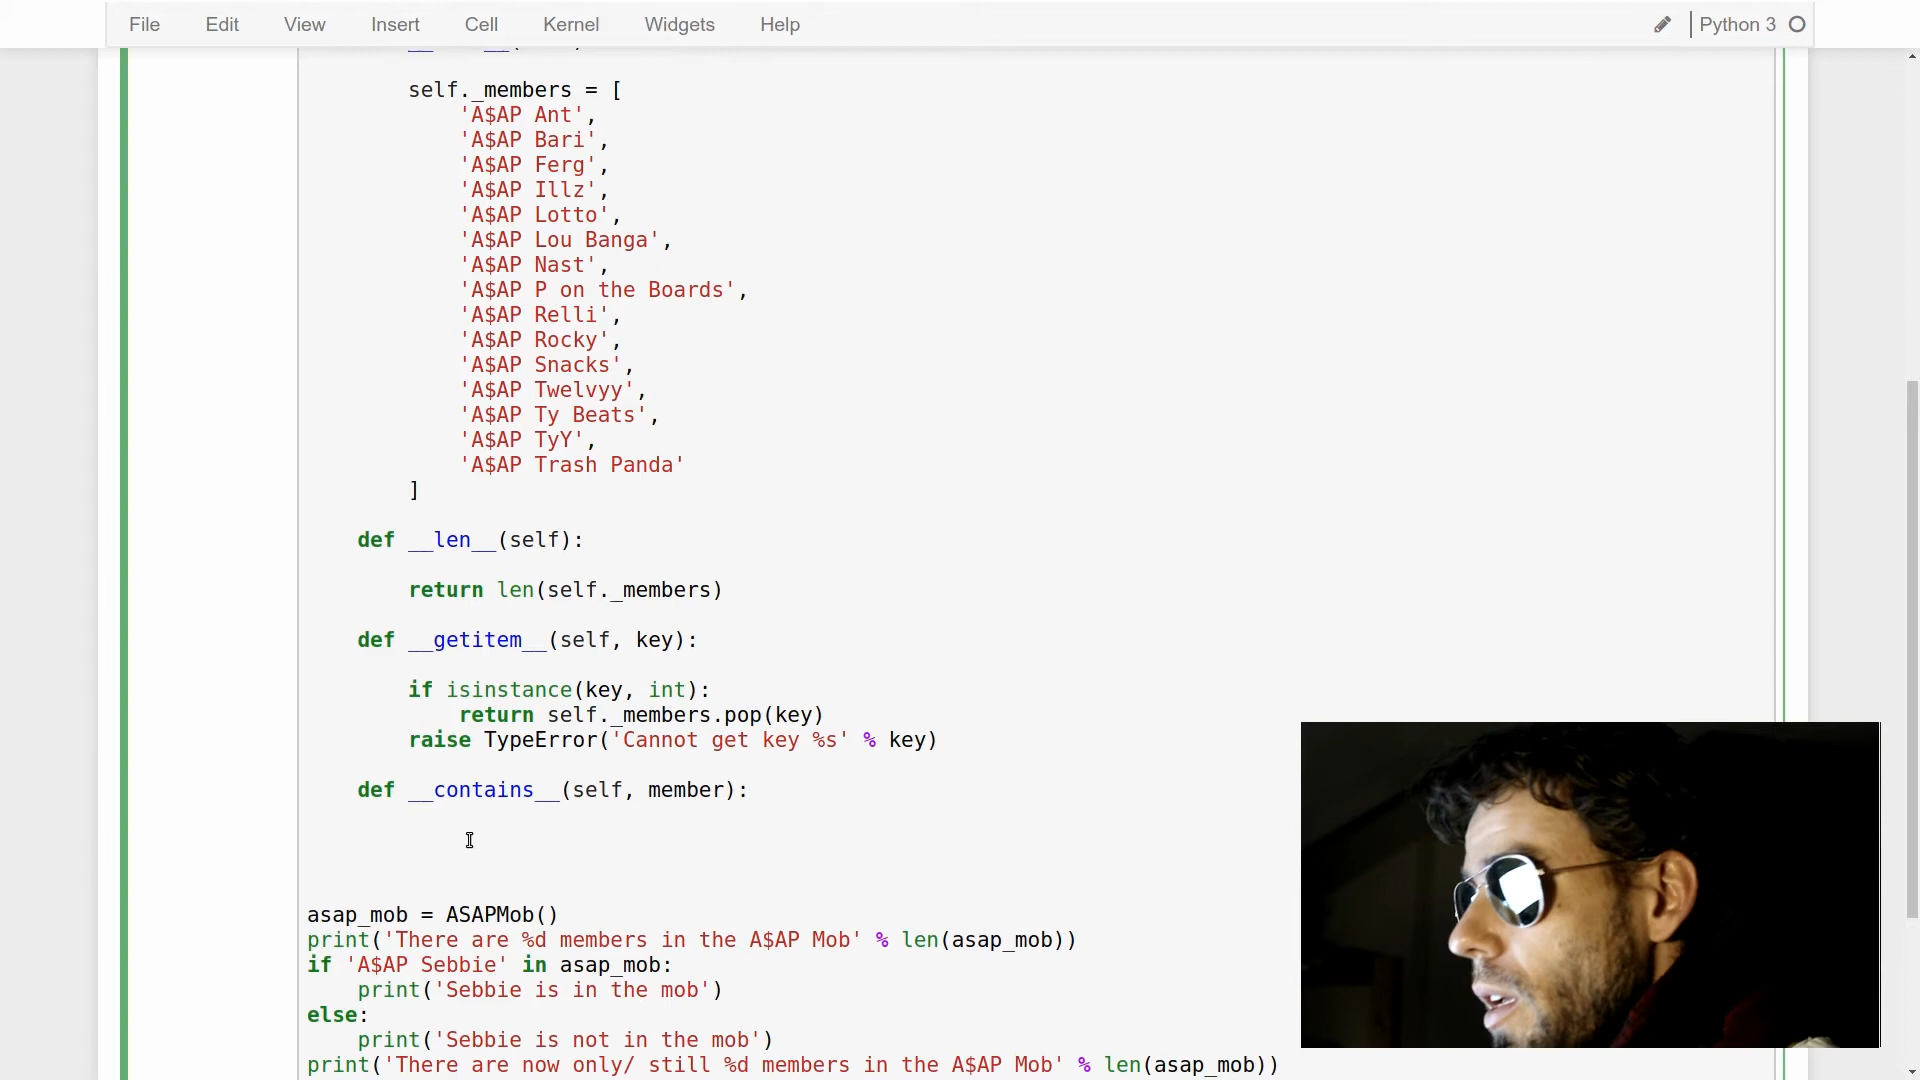 File Edit View Insert Cell Kernel Widgets Help Python 3
self._members = [
'A$AP Ant',
'A$AP Bari',
'A$AP Ferg',
'A$AP Illz',
'A$AP Lotto',
'A$AP Lou Banga',
'A$AP Nast',
'A$AP P on the Boards',
'A$AP Relli',
'A$AP Rocky',
'A$AP Snacks',
'A$AP Twelvyy',
'A$AP Ty Beats',
'A$AP TyY',
'A$AP Trash Panda'
]
def __len__(self):
return len(self._members)
def __getitem__(self, key):
if isinstance(key, int):
return self._members.pop(key)
raise TypeError('Cannot get key %s' % key)
def __contains__(self, member):
asap_mob = ASAPMob()
print('There are %d members in the A$AP Mob' % len(asap_mob))
if 'A$AP Sebbie' in asap_mob:
print('Sebbie is in the mob')
else:
print('Sebbie is not in the mob')
print('There are now only/ still %d members in the A$AP Mob' % len(asap_mob))